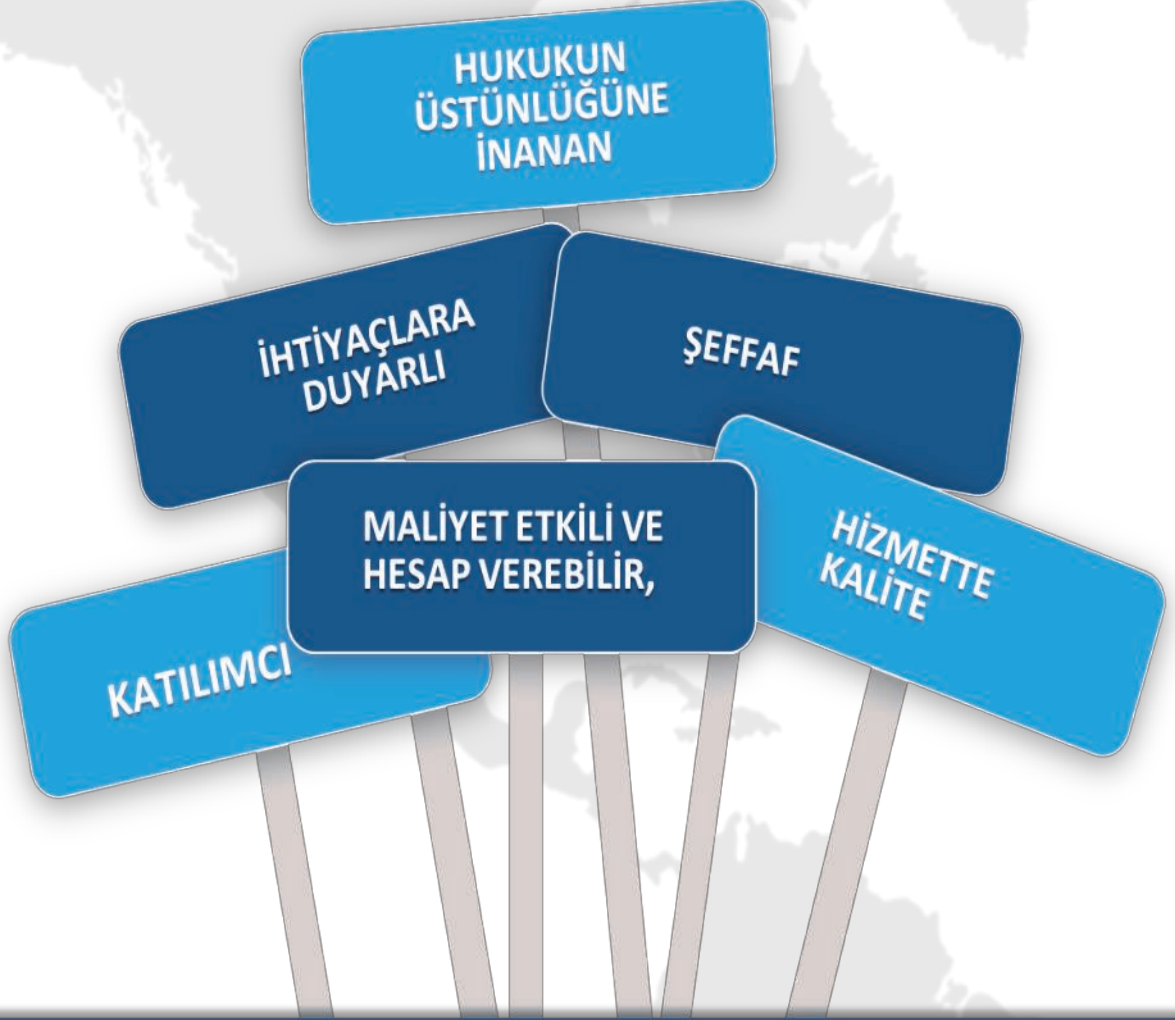 HUKUKUN
ÜSTÜNLÜĞÜNE
İNANAN
İHTİYAÇLARA
DUYARLI
ŞEFFAF
MALİYET ETKİLİ VE
HESAP VEREBİLİR,
HİZMETTE
KALİTE
KATILIMCI